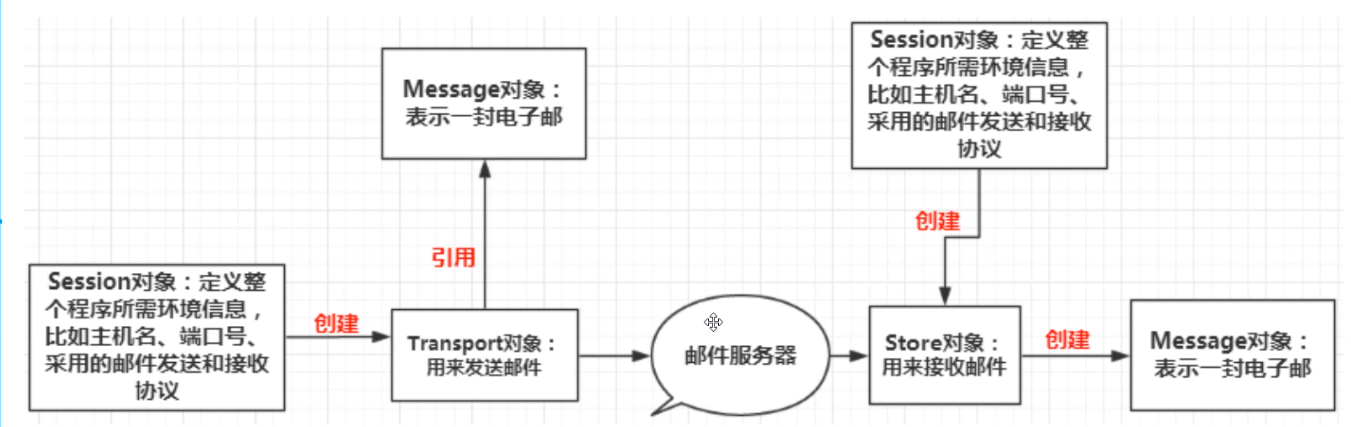 Message对象：
表示一封电子邮
Session对象：定义整
个程序所需环境信息，
比如主机名、端口号、
采用的邮件发送和接收
协议
引用
创建
Session对象：定义整
个程序所需环境信息，
比如主机名、端口号、
采用的邮件发送和接收
协议
创建
Transport对象：
用来发送邮件
邮件服务器
Store对象：
用来接收邮件
创建
Message对象：
表示一封电子邮